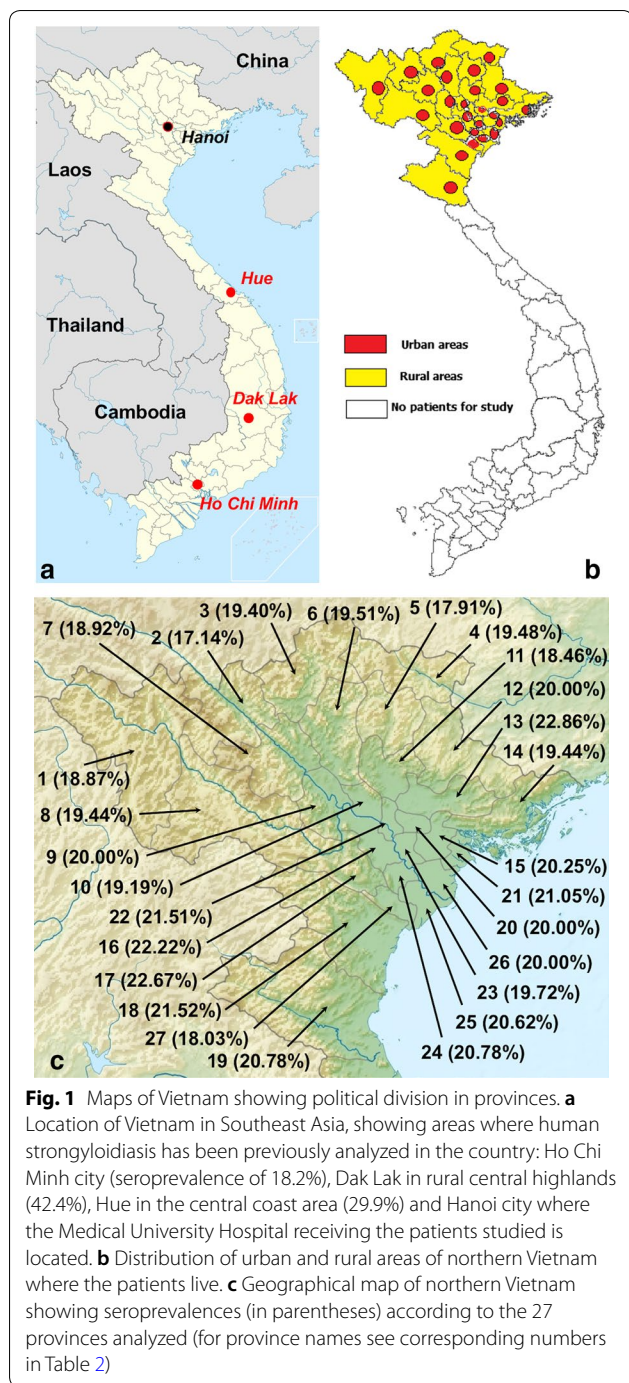 China
Hanoi
Laos
Hue
Thailand
Dak Lak
Cambodia
Ho Chi Minh
a
Urban areas
Rural areas
No patients for study
b
3 (19.40%)
6 (19.51%)
5 (17.91%)
7 (18.92%)
2 (17.14%)
4 (19.48%)
11 (18.46%)
12 (20.00%)
13 (22.86%)
14 (19.44%)
1 (18.87%)
8 (19.44%)
9 (20.00%)
10 (19.19%)
22 (21.51%)
16 (22.22%)
17 (22.67%)
18 (21.52%)
27 (18.03%)
19 (20.78%)
15 (20.25%)
21 (21.05%)
20 (20.00%)
26 (20.00%)
23 (19.72%)
25 (20.62%)
24 (20.78%)
c
Fig. 1 Maps of Vietnam showing political division in provinces. a
Location of Vietnam in Southeast Asia, showing areas where human
strongyloidiasis has been previously analyzed in the country: Ho Chi
Minh city (seroprevalence of 18.2%), Dak Lak in rural central highlands
(42.4%), Hue in the central coast area (29.9%) and Hanoi city where
the Medical University Hospital receiving the patients studied is
located. b Distribution of urban and rural areas of northern Vietnam
where the patients live. c Geographical map of northern Vietnam
showing seroprevalences (in parentheses) according to the 27
provinces analyzed (for province names see corresponding numbers
in Table 2)